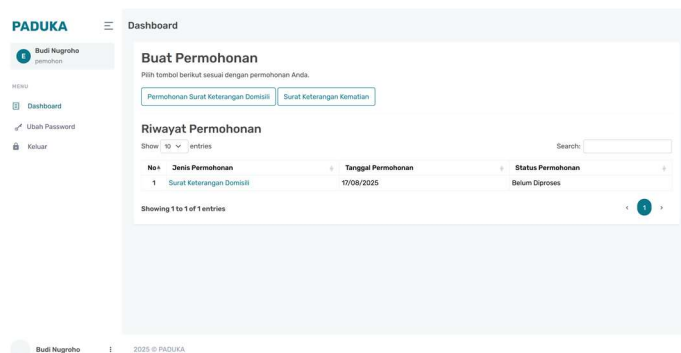 PADUKA
Dashboard
E
Budi Nugroho
pemohon
MENU
Dashboard
Ubah Password
Keluar
Buat Permohonan
Pilih tombol berikut sesuai dengan permohonan Anda.
Permohonan Surat Keterangan Domisili Surat Keterangan Kematian
Riwayat Permohonan
Show 10 entries Search:
No Jenis Permohonan Tanggal Permohonan Status Permohonan
1 Surat Keterangan Domisili 17/08/2025 Belum Diproses
Showing 1 to 1 of 1 entries ‹ 1 ›
Budi Nugroho
2025 © PADUKA